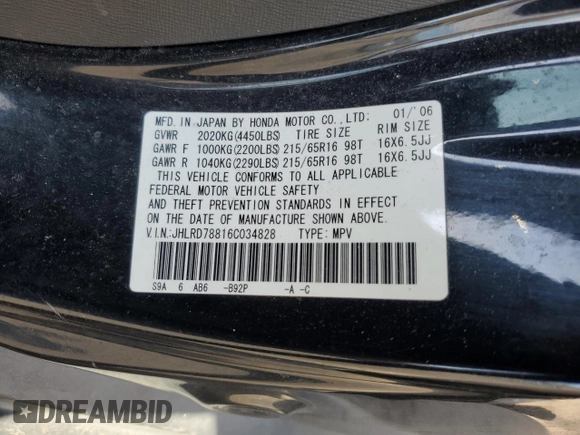 MFD. IN JAPAN BY HONDA MOTOR CO., LTD: 01/'06
GVWR 2020KG(4450LBS) TIRE SIZE RIM SIZE
GAWR F 1000KG(2200LBS) 215/65R16 98T 16X6.5JJ
GAWR R 1040KG(2290LBS) 215/65R16 98T 16X6.5JJ
THIS VEHICLE CONFORMS TO ALL APPLICABLE
FEDERAL MOTOR VEHICLE SAFETY
AND THEFT PREVENTION STANDARDS IN EFFECT
ON THE DATE OF MANUFACTURE SHOWN ABOVE.
V.I.N:JHLRD78816C034828 TYPE: MPV
S9A 6 AB6 -B92P -A -C
DREAMBID